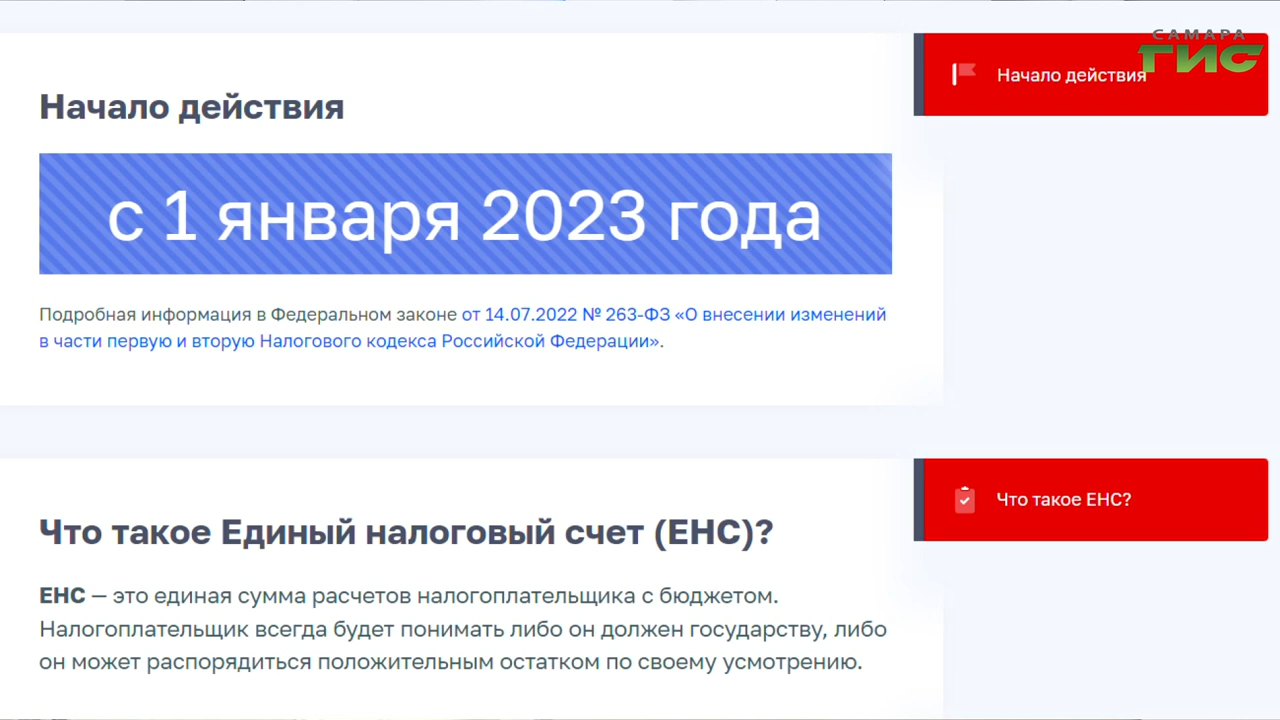 САМАРА
ГИС
Начало действия
Начало действия
с 1 января 2023 года
Подробная информация в Федеральном законе от 14.07.2022 № 263-ФЗ «О внесении изменений
в части первую и вторую Налогового кодекса Российской Федерации».
Что такое ЕНС?
Что такое Единый налоговый счет (ЕНС)?
ЕНС — это единая сумма расчетов налогоплательщика с бюджетом.
Налогоплательщик всегда будет понимать либо он должен государству, либо
он может распорядиться положительным остатком по своему усмотрению.